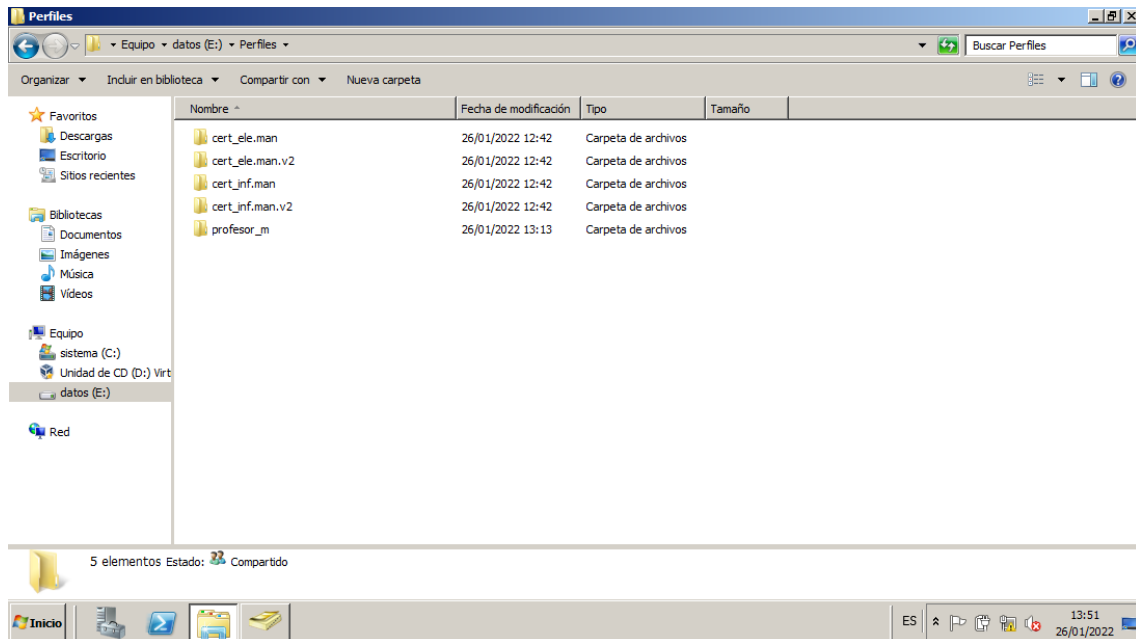 Perfiles
Equipo datos (E:) Perfiles Buscar Perfiles
Organizar Incluir en biblioteca Compartir con Nueva carpeta
Favoritos
Descargas
Escritorio
Sitios recientes
Bibliotecas
Documentos
Imágenes
Música
Vídeos
Equipo
sistema (C:)
Unidad de CD (D:) Virt
datos (E:)
Red
Nombre Fecha de modificación Tipo Tamaño
cert_ele.man 26/01/2022 12:42 Carpeta de archivos
cert_ele.man.v2 26/01/2022 12:42 Carpeta de archivos
cert_inf.man 26/01/2022 12:42 Carpeta de archivos
cert_inf.man.v2 26/01/2022 12:42 Carpeta de archivos
profesor_m 26/01/2022 13:13 Carpeta de archivos
5 elementos Estado: Compartido
Inicio ES 13:51
26/01/2022